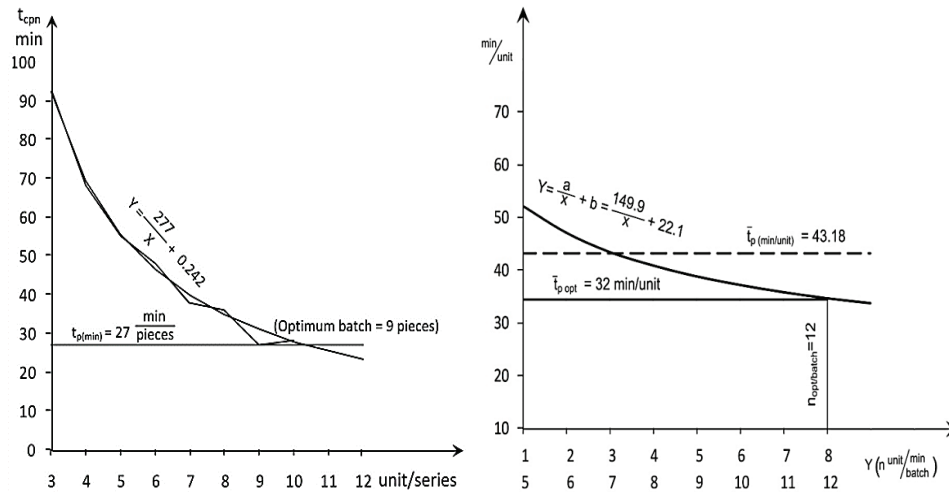 t_cpn
min
100
90
80
70
60
50
40
30
20
10
0
Y= 277/X + 0.242
t_p(min) = 27 min/pieces
(Optimum batch = 9 pieces)
3 4 5 6 7 8 9 10 11 12 unit/series
min/unit
70
60
50
40
30
20
10
Y= a/x + b = 149.9/x + 22.1
t̄_p (min/unit) = 43.18
t̄_p opt = 32 min/unit
n_opt/batch=12
1 2 3 4 5 6 7 8
5 6 7 8 9 10 11 12
Y(n unit/min/batch)